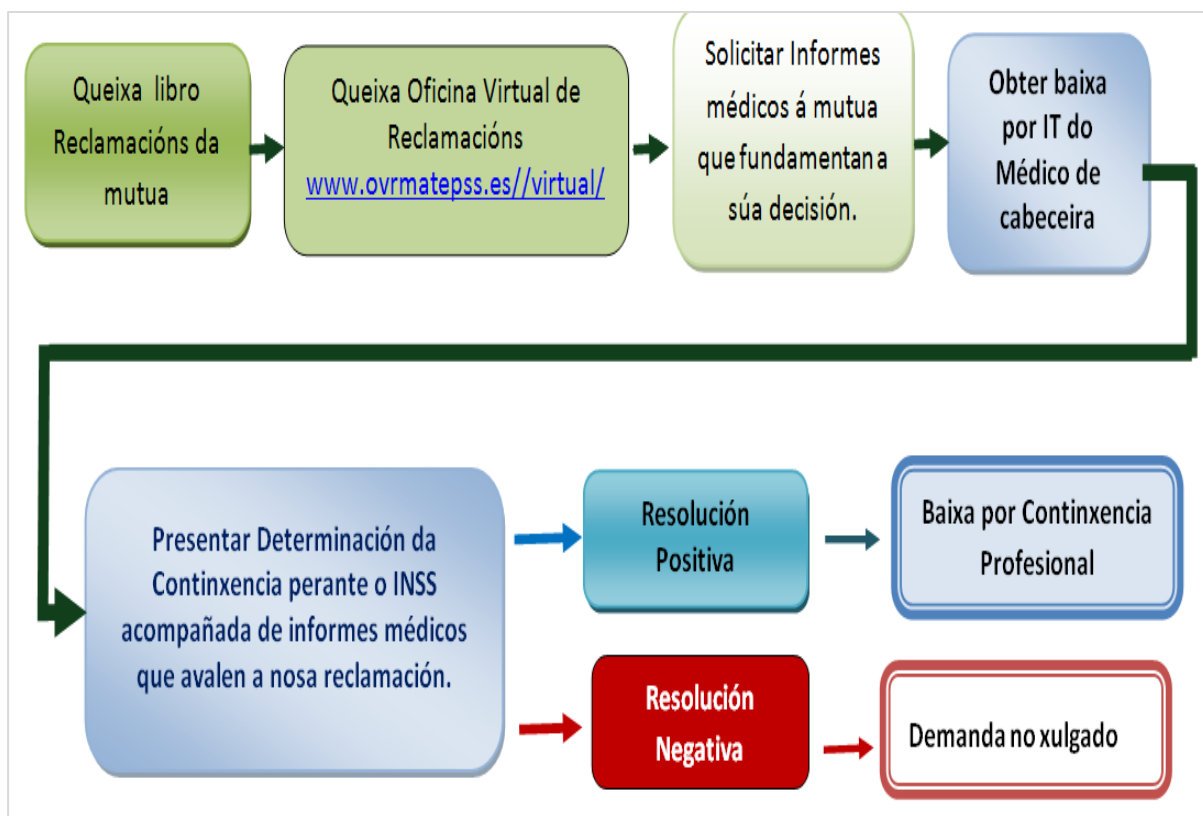 Queixa libro
Reclamacións da
mutua
Queixa Oficina Virtual de
Reclamacións
www.ovrmatepss.es//virtual/
Solicitar Informes
médicos á mutua
que fundamentan a
súa decisión.
Obter baixa
por IT do
Médico de
cabeceira
Presentar Determinación da
Continxencia perante o INSS
acompañada de informes médicos
que avalen a nosa reclamación.
Resolución
Positiva
Baixa por Continxencia
Profesional
Resolución
Negativa
Demanda no xulgado